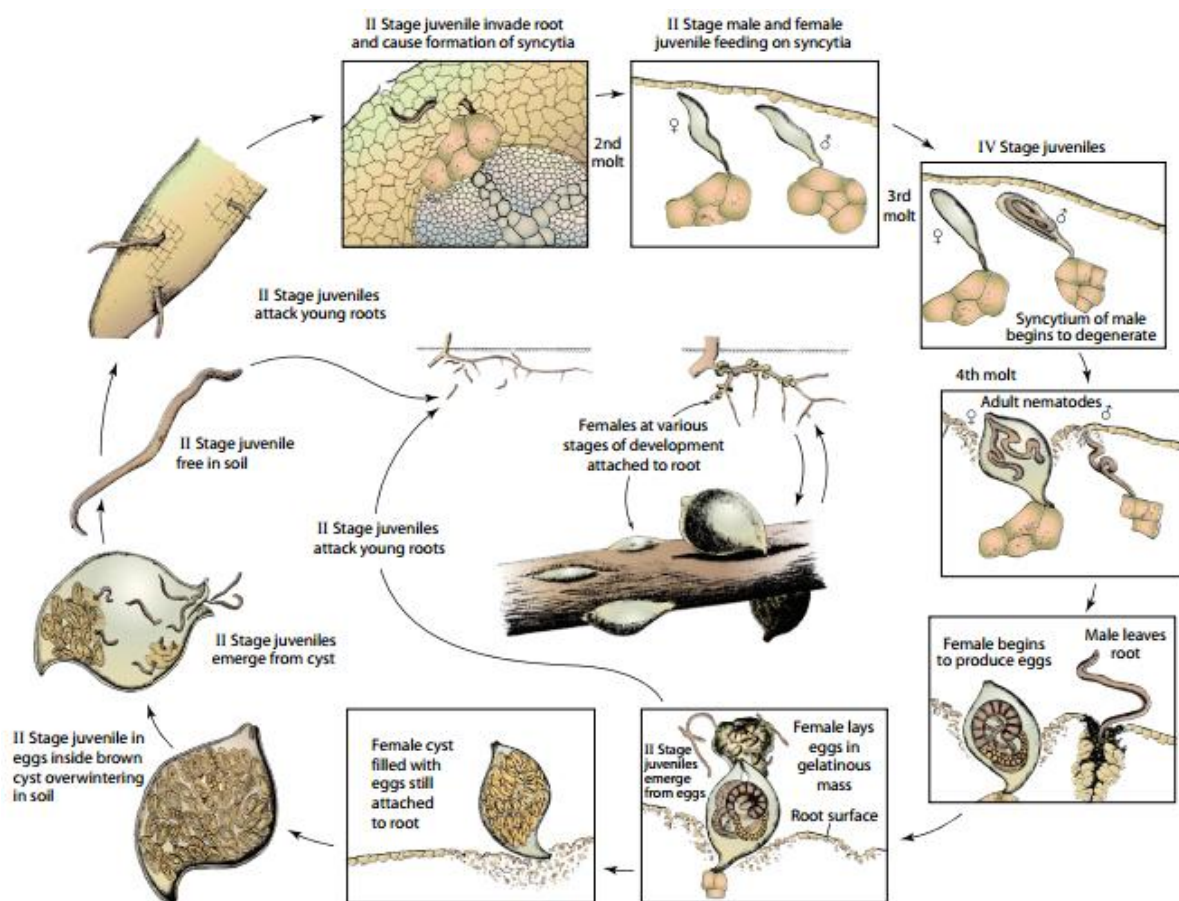 II Stage juvenile invade root
and cause formation of syncytia
II Stage male and female
juvenile feeding on syncytia
2nd
molt
♀
♂
3rd
molt
IV Stage juveniles
♀
♂
Syncytium of male
begins to degenerate
4th molt
♀
Adult nematodes
♂
Female begins
to produce eggs
Male leaves
root
II Stage
juveniles
emerge
from eggs
Female lays
eggs in
gelatinous
mass
Root surface
Female cyst
filled with
eggs still
attached
to root
II Stage juvenile in
eggs inside brown
cyst overwintering
in soil
II Stage juveniles
emerge from cyst
II Stage juvenile
free in soil
II Stage juveniles
attack young roots
Females at various
stages of development
attached to root
II Stage juveniles
attack young roots